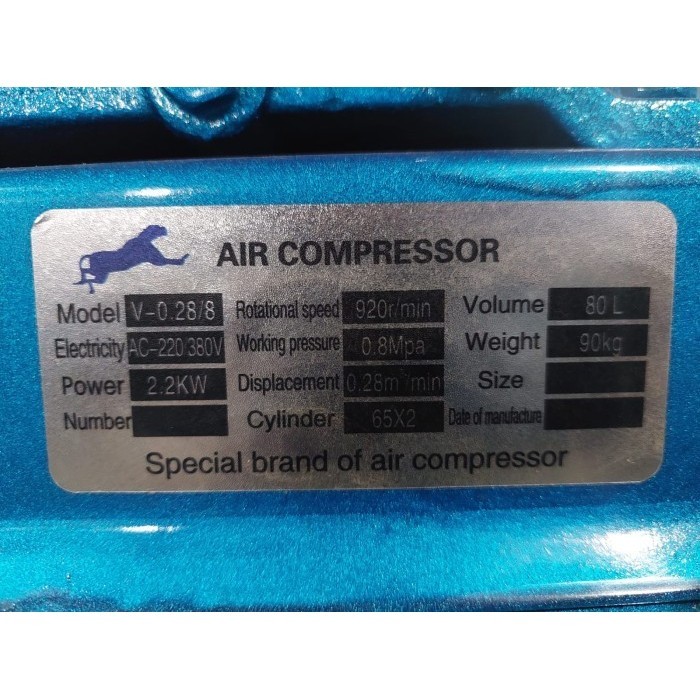 AIR COMPRESSOR
Model V-0.28/8 Rotational speed 920r/min Volume 80 L
Electricity AC-220/380V Working pressure 0.8Mpa Weight 90kg
Power 2.2KW Displacement 0.28m³/min Size
Number Cylinder 65X2 Date of manufacture
Special brand of air compressor